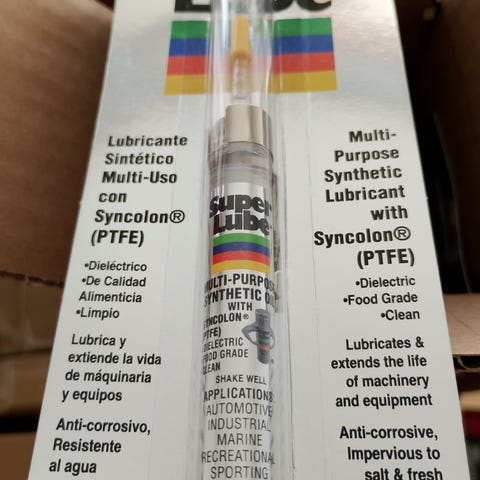 Lube
Lubricante
Sintético
Multi-Uso
con
Syncolon®
(PTFE)
•Dieléctrico
•De Calidad
Alimenticia
•Limpio
Lubrica y
extiende la vida
de máquinaria
y equipos
Anti-corrosivo,
Resistente
al agua
Super
Lube
MULTI-PURPOSE
SYNTHETIC OIL
WITH
SYNCOLON®
(PTFE)
DIELECTRIC
FOOD GRADE
CLEAN
SHAKE WELL
APPLICATIONS
AUTOMOTIVE
INDUSTRIAL
MARINE
RECREATIONAL
SPORTING
Multi-
Purpose
Synthetic
Lubricant
with
Syncolon®
(PTFE)
•Dielectric
•Food Grade
•Clean
Lubricates &
extends the life
of machinery
and equipment
Anti-corrosive,
Impervious to
salt & fresh